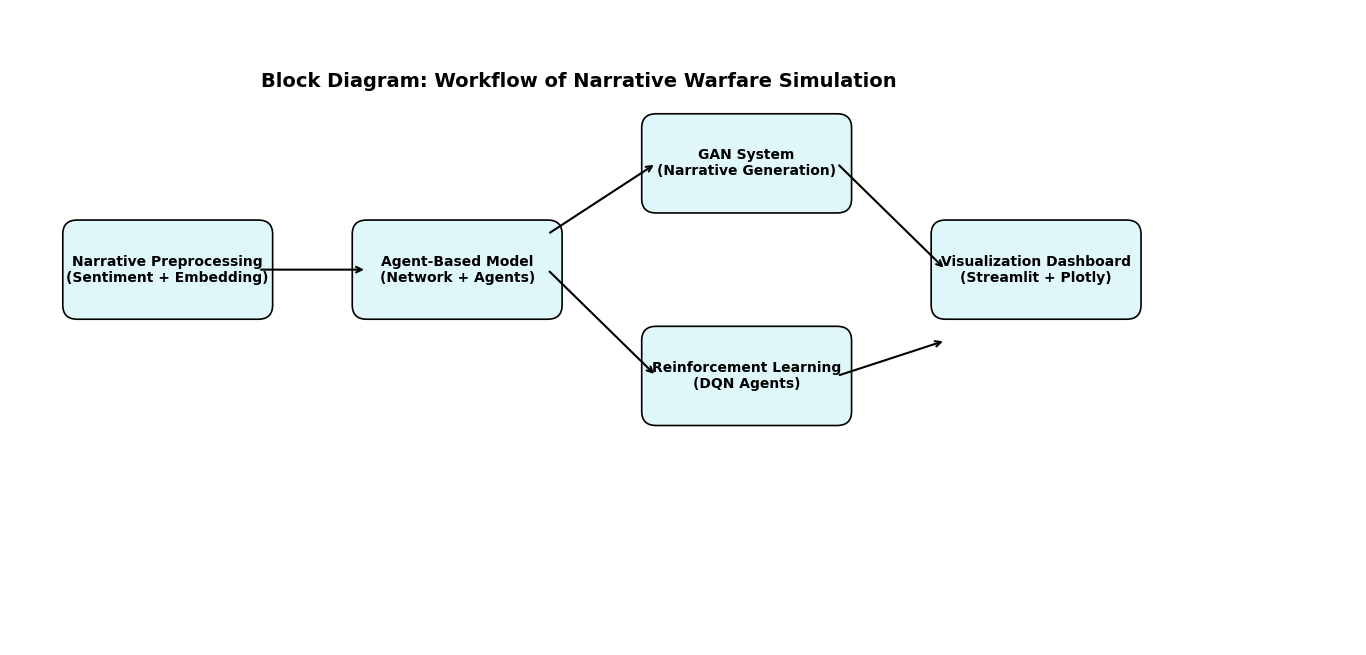 Block Diagram: Workflow of Narrative Warfare Simulation
GAN System
(Narrative Generation)
Narrative Preprocessing
(Sentiment + Embedding)
Agent-Based Model
(Network + Agents)
Visualization Dashboard
(Streamlit + Plotly)
Reinforcement Learning
(DQN Agents)